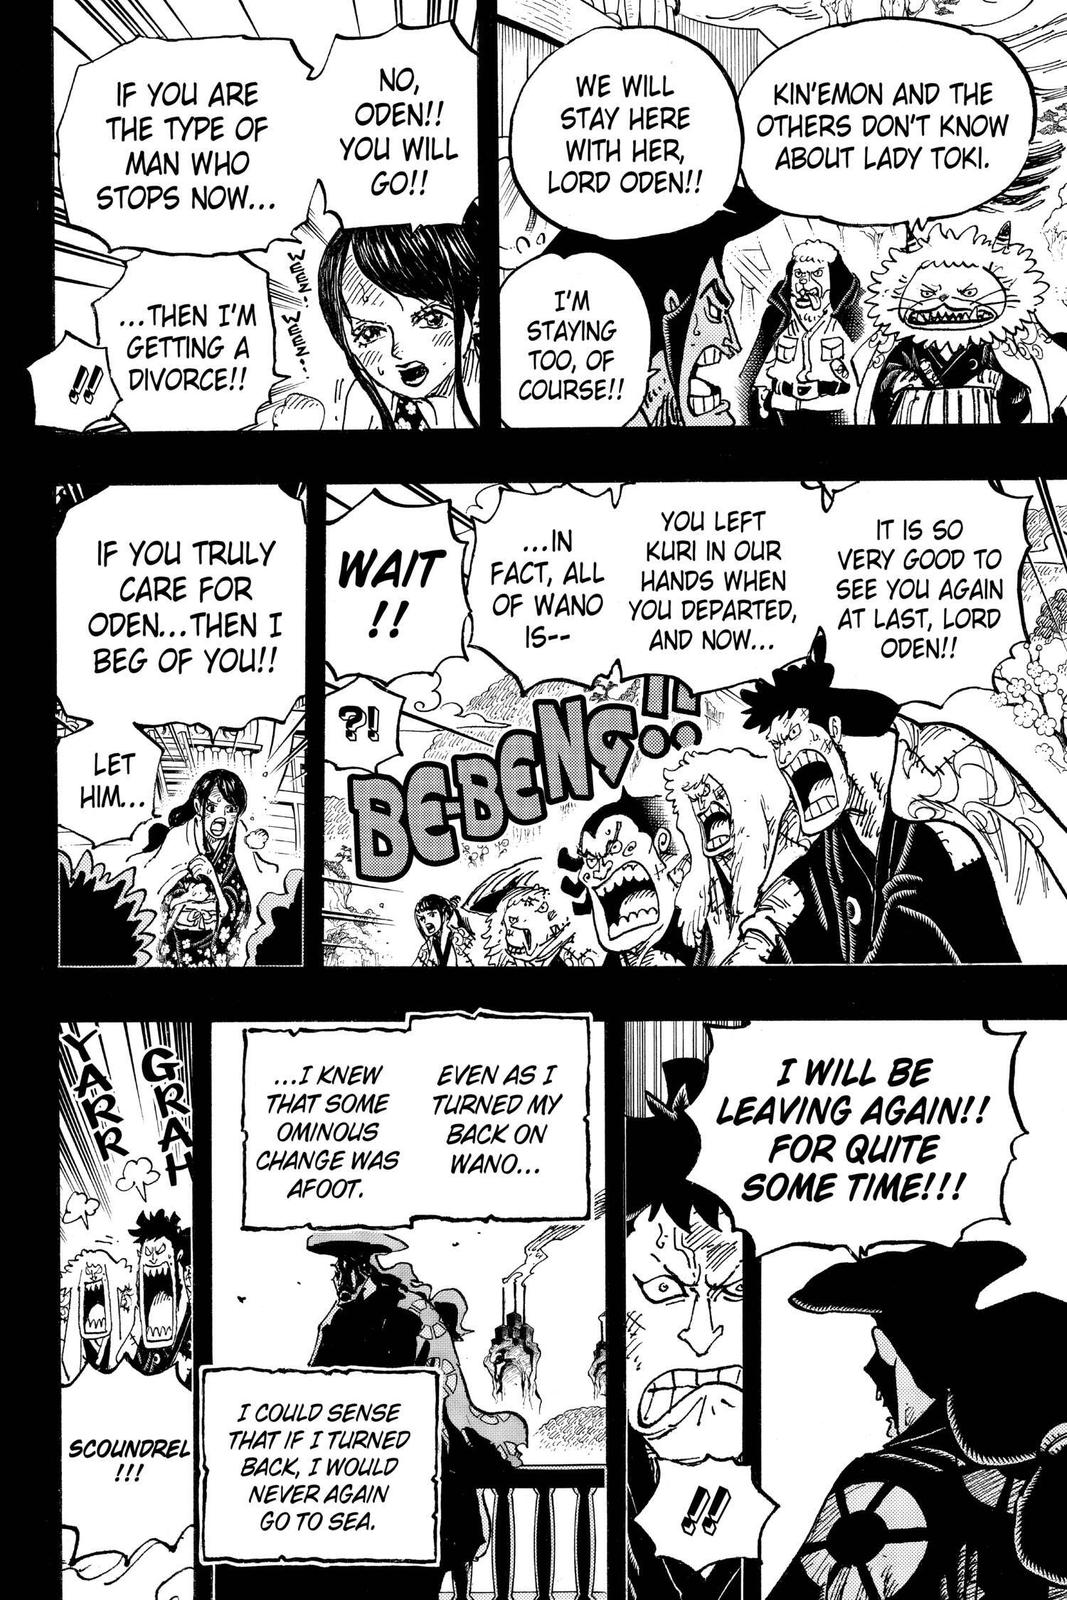 KIN'EMON AND THE
OTHERS DON'T KNOW
ABOUT LADY TOKI.
WE WILL
STAY HERE
WITH HER,
LORD ODEN!!
I'M
STAYING
TOO, OF
COURSE!!
NO,
ODEN!!
YOU WILL
GO!!
IF YOU ARE
THE TYPE OF
MAN WHO
STOPS NOW...
WEEZ..
WEEZ..
...THEN I'M
GETTING A
DIVORCE!!
!!
IT IS SO
VERY GOOD TO
SEE YOU AGAIN
AT LAST, LORD
ODEN!!
YOU LEFT
KURI IN OUR
HANDS WHEN
YOU DEPARTED,
AND NOW...
...IN
FACT, ALL
OF WANO
IS--
WAIT
!!
?!
BE-BENG!!
IF YOU TRULY
CARE FOR
ODEN...THEN I
BEG OF YOU!!
LET
HIM...
I WILL BE
LEAVING AGAIN!!
FOR QUITE
SOME TIME!!!
!!
EVEN AS I
TURNED MY
BACK ON
WANO...
...I KNEW
THAT SOME
OMINOUS
CHANGE WAS
AFOOT.
I COULD SENSE
THAT IF I TURNED
BACK, I WOULD
NEVER AGAIN
GO TO SEA.
GRAH
YARR
SCOUNDREL
!!!